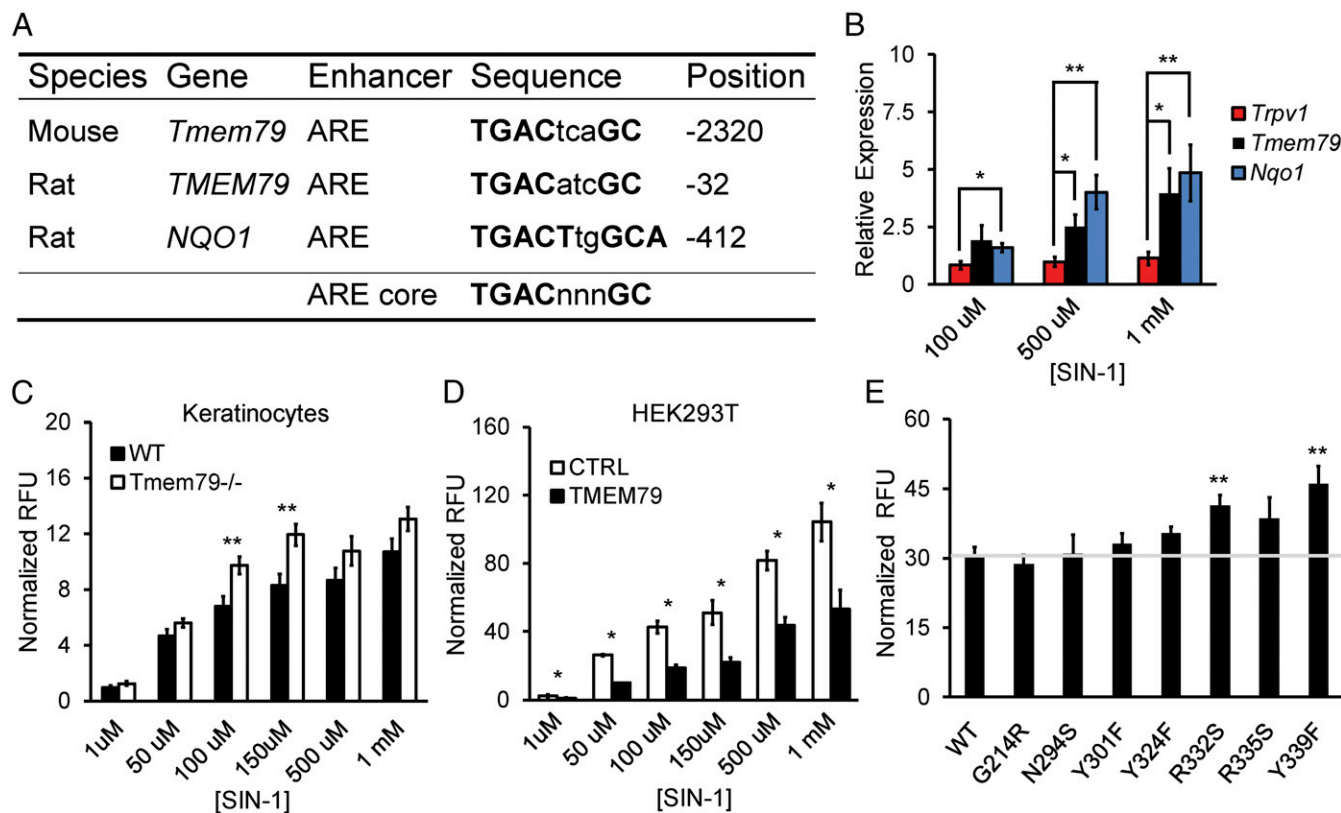 A
Species Gene Enhancer Sequence Position
Mouse Tmem79 ARE TGACtcaGC -2320
Rat TMEM79 ARE TGACatcGC -32
Rat NQO1 ARE TGACTtgGCA -412
ARE core TGACnnnGC
B
Relative Expression
10
7.5
5
2.5
0
*
*
**
*
**
Trpv1
Tmem79
Nqo1
100 uM
500 uM
1 mM
[SIN-1]
C
Keratinocytes
Normalized RFU
20
16
12
8
4
0
WT
Tmem79-/-
**
**
1uM
50 uM
100 uM
150uM
500 uM
1 mM
[SIN-1]
D
HEK293T
Normalized RFU
160
120
80
40
0
CTRL
TMEM79
*
*
*
*
*
*
1uM
50 uM
100 uM
150uM
500 uM
1 mM
[SIN-1]
E
Normalized RFU
60
45
30
15
0
**
**
WT
G214R
N294S
Y301F
Y324F
R332S
R335S
Y339F